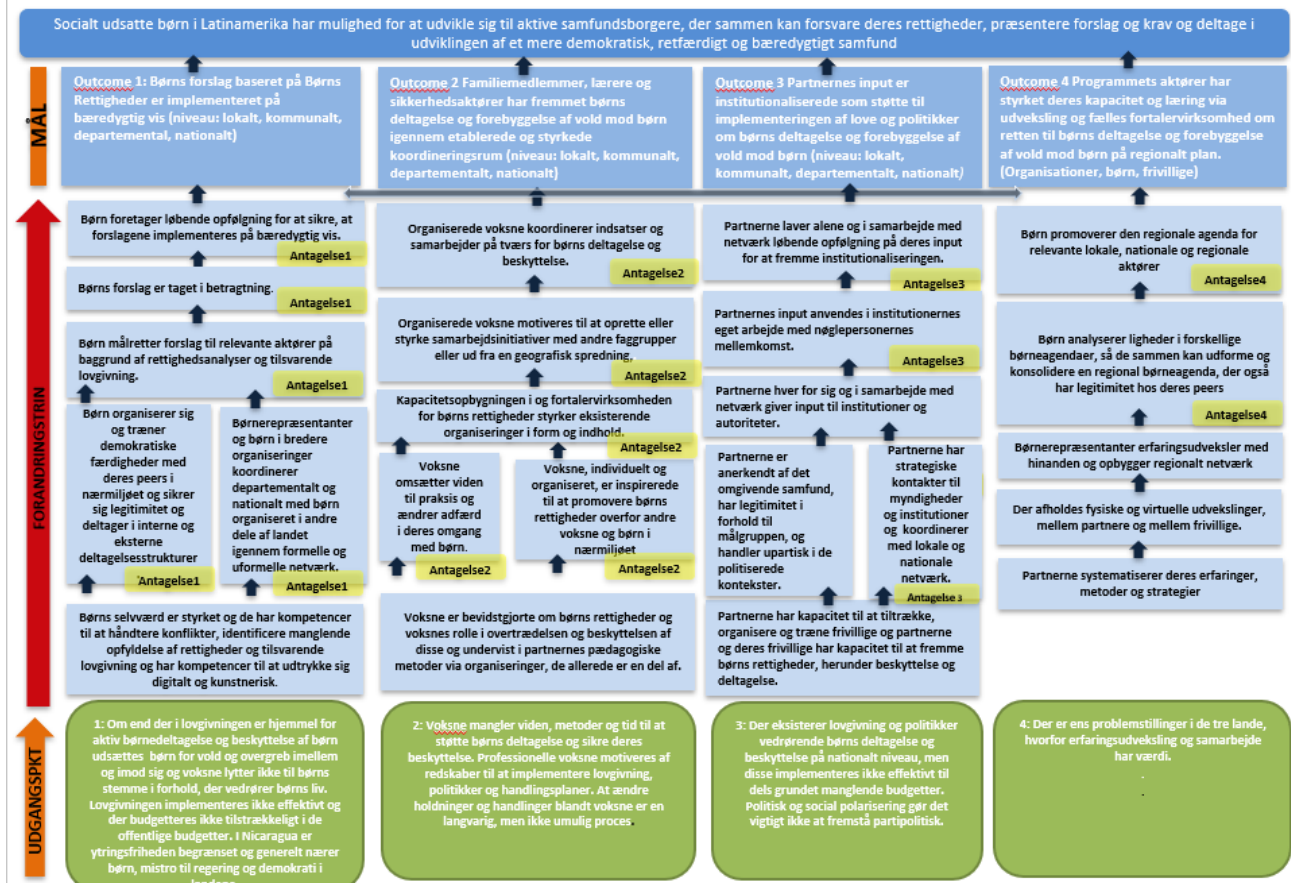 Socialt udsatte børn i Latinamerika har mulighed for at udvikle sig til aktive samfundsborgere, der sammen kan forsvare deres rettigheder, præsentere forslag og krav og deltage i
udviklingen af et mere demokratisk, retfærdigt og bæredygtigt samfund
MÅL
Outcome 1: Børns forslag baseret på Børns
Rettigheder er implementeret på
bæredygtig vis (niveau: lokalt, kommunalt,
departemental, nationalt)
Outcome 2 Familiemedlemmer, lærere og
sikkerhedsaktører har fremmet børns
deltagelse og forebyggelse af vold mod børn
igennem etablerede og styrkede
koordineringsrum (niveau: lokalt, kommunalt,
departementalt, nationalt)
Outcome 3 Partnernes input er
institutionaliserede som støtte til
implementeringen af love og politikker
om børns deltagelse og forebyggelse af
vold mod børn (niveau: lokalt,
kommunalt, departementalt, nationalt)
Outcome 4 Programmets aktører har
styrket deres kapacitet og læring via
udveksling og fælles fortalervirksomhed om
retten til børns deltagelse og forebyggelse
af vold mod børn på regionalt plan.
(Organisationer, børn, frivillige)
FORANDRINGSTRIN
Børn foretager løbende opfølgning for at sikre, at
forslagene implementeres på bæredygtig vis.
Antagelse1
Børns forslag er taget i betragtning.
Antagelse1
Børn målretter forslag til relevante aktører på
baggrund af rettighedsanalyser og tilsvarende
lovgivning.
Antagelse1
Børn organiserer sig
og træner
demokratiske
færdigheder med
deres peers i
nærmiljøet og sikrer
sig legitimitet og
deltager i interne og
eksterne
deltagelsesstrukturer
Antagelse1
Børnerepræsentanter
og børn i bredere
organiseringer
koordinerer
departementalt og
nationalt med børn
organiseret i andre
dele af landet
igennem formelle og
uformelle netværk.
Antagelse1
Børns selvværd er styrket og de har kompetencer
til at håndtere konflikter, identificere manglende
opfyldelse af rettigheder og tilsvarende
lovgivning og har kompetencer til at udtrykke sig
digitalt og kunstnerisk.
Organiserede voksne koordinerer indsatser og
samarbejder på tværs for børns deltagelse og
beskyttelse.
Antagelse2
Organiserede voksne motiveres til at oprette eller
styrke samarbejdsinitiativer med andre faggrupper
eller ud fra en geografisk spredning.
Antagelse2
Kapacitetsopbygningen i og fortalervirksomheden
for børns rettigheder styrker eksisterende
organiseringer i form og indhold.
Antagelse2
Voksne
omsætter viden
til praksis og
ændrer adfærd
i deres omgang
med børn.
Antagelse2
Voksne, individuelt og
organiseret, er inspirerede
til at promovere børns
rettigheder overfor andre
voksne og børn i
nærmiljøet
Antagelse2
Voksne er bevidstgjorte om børns rettigheder og
voksnes rolle i overtrædelsen og beskyttelsen af
disse og undervist i partnernes pædagogiske
metoder via organiseringer, de allerede er en del af.
Partnerne laver alene og i samarbejde med
netværk løbende opfølgning på deres input
for at fremme institutionaliseringen.
Antagelse3
Partnernes input anvendes i institutionernes
eget arbejde med nøglepersonernes
mellemkomst.
Antagelse3
Partnerne hver for sig og i samarbejde med
netværk giver input til institutioner og
autoriteter.
Partnerne er
anerkendt af det
omgivende samfund,
har legitimitet i
forhold til
målgruppen, og
handler upartisk i de
politiserede
kontekster.
Partnerne har
strategiske
kontakter til
myndigheder
og institutioner
og koordinerer
med lokale og
nationale
netværk.
Antagelse 3
Partnerne har kapacitet til at tiltrække,
organisere og træne frivillige og partnerne
og deres frivillige har kapacitet til at fremme
børns rettigheder, herunder beskyttelse og
deltagelse.
Børn promoverer den regionale agenda for
relevante lokale, nationale og regionale
aktører
Antagelse4
Børn analyserer ligheder i forskellige
børneagendaer, så de sammen kan udforme og
konsolidere en regional børneagenda, der også
har legitimitet hos deres peers
Antagelse4
Børnerepræsentanter erfaringsudveksler med
hinanden og opbygger regionalt netværk
Der afholdes fysiske og virtuelle udvekslinger,
mellem partnere og mellem frivillige.
Partnerne systematiserer deres erfaringer,
metoder og strategier
UDGANGSPKT
1: Om end der i lovgivningen er hjemmel for
aktiv børnedeltagelse og beskyttelse af børn
udsættes børn for vold og overgreb imellem
og imod sig og voksne lytter ikke til børns
stemme i forhold, der vedrører børns liv.
Lovgivningen implementeres ikke effektivt og
der budgetteres ikke tilstrækkeligt i de
offentlige budgetter. I Nicaragua er
ytringsfriheden begrænset og generelt nærer
børn, mistro til regering og demokrati i
2: Voksne mangler viden, metoder og tid til at
støtte børns deltagelse og sikre deres
beskyttelse. Professionelle voksne motiveres af
redskaber til at implementere lovgivning,
politikker og handlingsplaner. At ændre
holdninger og handlinger blandt voksne er en
langvarig, men ikke umulig proces.
3: Der eksisterer lovgivning og politikker
vedrørende børns deltagelse og
beskyttelse på nationalt niveau, men
disse implementeres ikke effektivt til
dels grundet manglende budgetter.
Politisk og social polarisering gør det
vigtigt ikke at fremstå partipolitisk.
4: Der er ens problemstillinger i de tre lande,
hvorfor erfaringsudveksling og samarbejde
har værdi.